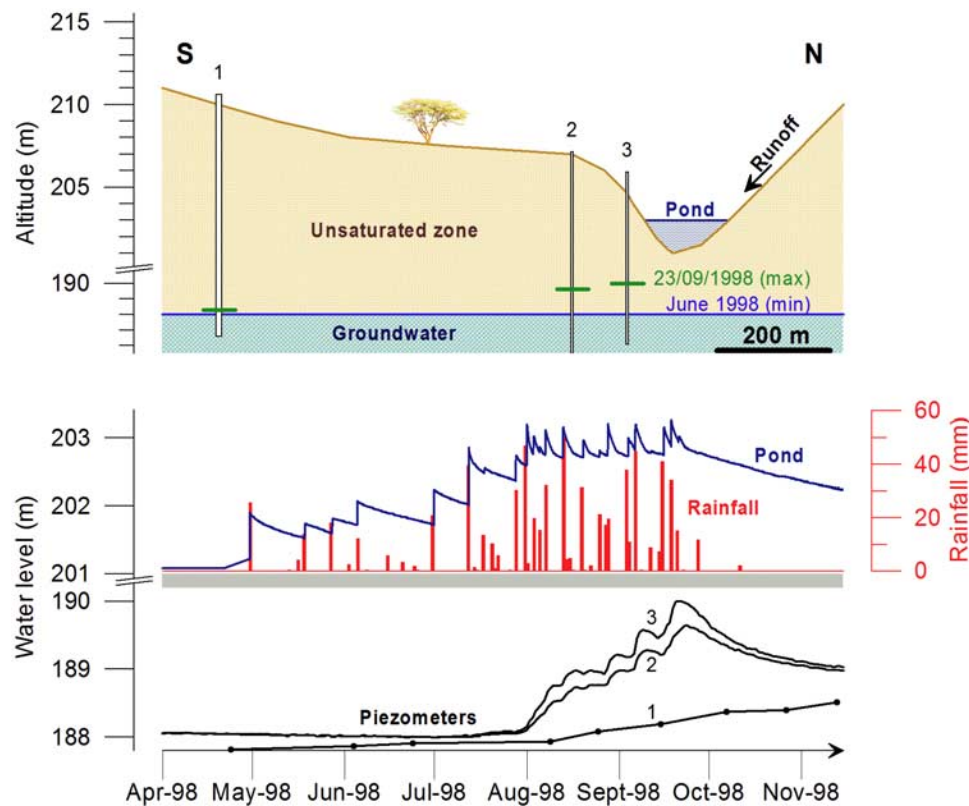 215
210
205
190
Altitude (m)
S
N
1
2
3
Runoff
Pond
Unsaturated zone
23/09/1998 (max)
June 1998 (min)
Groundwater
200 m
203
202
201
190
189
188
Water level (m)
60
40
20
0
Rainfall (mm)
Pond
Rainfall
3
2
1
Piezometers
Apr-98 May-98 Jun-98 Jul-98 Aug-98 Sept-98 Oct-98 Nov-98